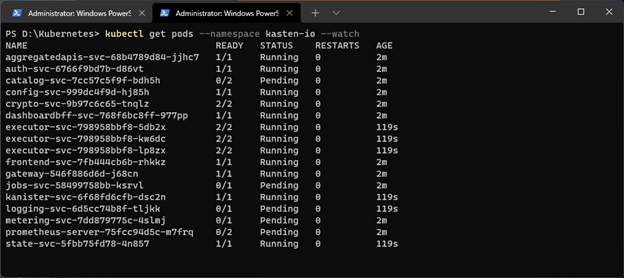 Administrator: Windows PowerS
Administrator: Windows PowerS
PS D:\Kubernetes> kubectl get pods --namespace kasten-io --watch
NAME READY STATUS RESTARTS AGE
aggregatedapis-svc-68b4789d84-jjhc7 1/1 Running 0 2m
auth-svc-6766f9bd7b-d86vt 1/1 Running 0 2m
catalog-svc-7cc57c5f9f-bdh5h 0/2 Pending 0 2m
config-svc-999dc4f9d-hj85h 1/1 Running 0 2m
crypto-svc-9b97c6c65-tnqlz 2/2 Running 0 2m
dashboardbff-svc-768f6bc8ff-977pp 1/1 Running 0 2m
executor-svc-798958bbf8-5db2x 2/2 Running 0 119s
executor-svc-798958bbf8-kw6dc 2/2 Running 0 119s
executor-svc-798958bbf8-lp8zx 2/2 Running 0 119s
frontend-svc-7fb444cb6b-rhkkz 1/1 Running 0 2m
gateway-546f886d6d-j68cn 1/1 Running 0 2m
jobs-svc-58499758bb-ksrvl 0/1 Pending 0 2m
kanister-svc-6f68fd6cfb-dsc2n 1/1 Running 0 119s
logging-svc-6d5cc74b8f-tljkk 0/1 Pending 0 119s
metering-svc-7dd879775c-4slmj 0/1 Pending 0 2m
prometheus-server-75fcc94d5c-m7frq 0/2 Pending 0 2m
state-svc-5fbb75fd78-4n857 1/1 Running 0 119s